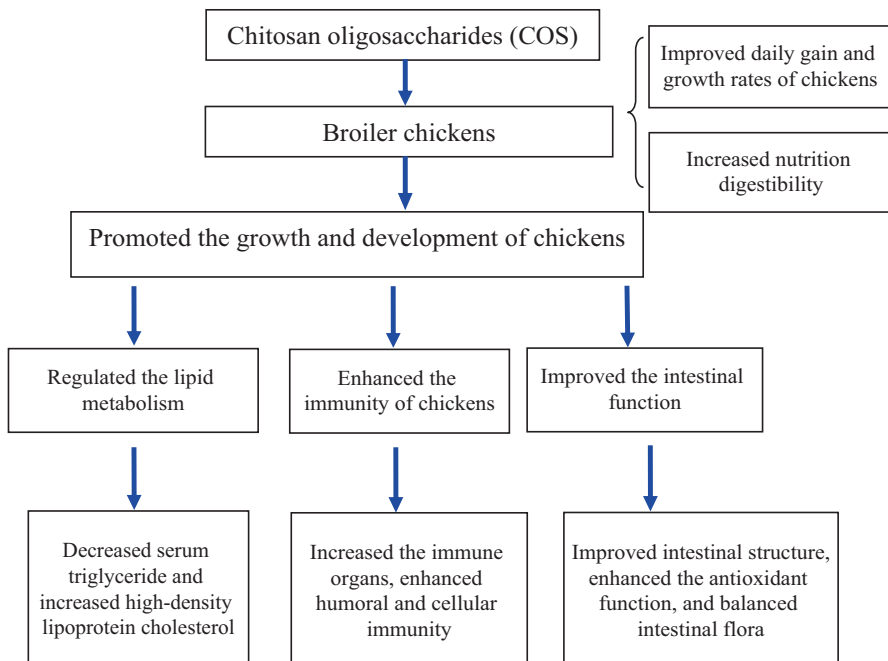 Chitosan oligosaccharides (COS)
Improved daily gain and
growth rates of chickens
Broiler chickens
Increased nutrition
digestibility
Promoted the growth and development of chickens
Regulated the lipid
metabolism
Enhanced the
immunity of chickens
Improved the intestinal
function
Decreased serum
triglyceride and
increased high-density
lipoprotein cholesterol
Increased the immune
organs, enhanced
humoral and cellular
immunity
Improved intestinal structure,
enhanced the antioxidant
function, and balanced
intestinal flora